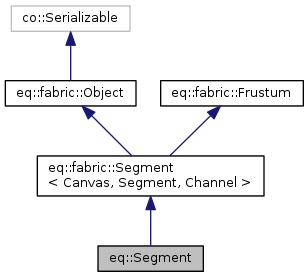 co::Serializable
eq::fabric::Object
eq::fabric::Frustum
eq::fabric::Segment
< Canvas, Segment, Channel >
eq::Segment